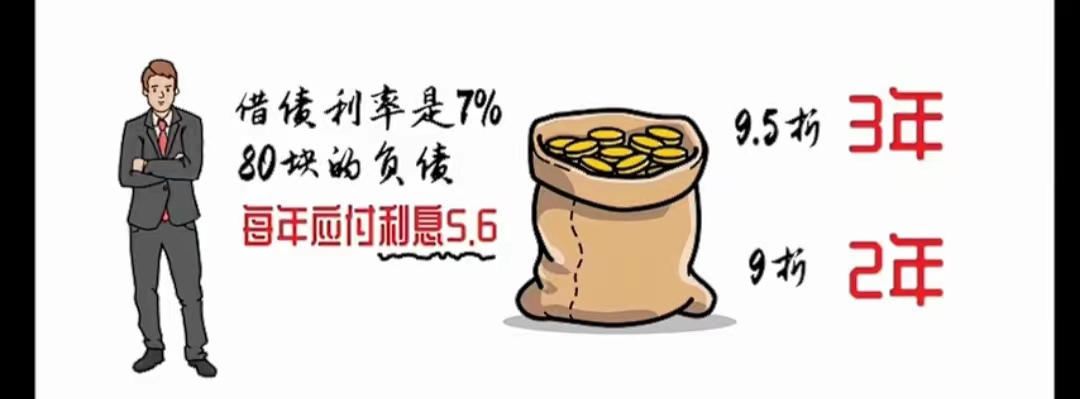 借债利率是7%
80块的负债
每年应付利息5.6
9.5折 3年
9折 2年